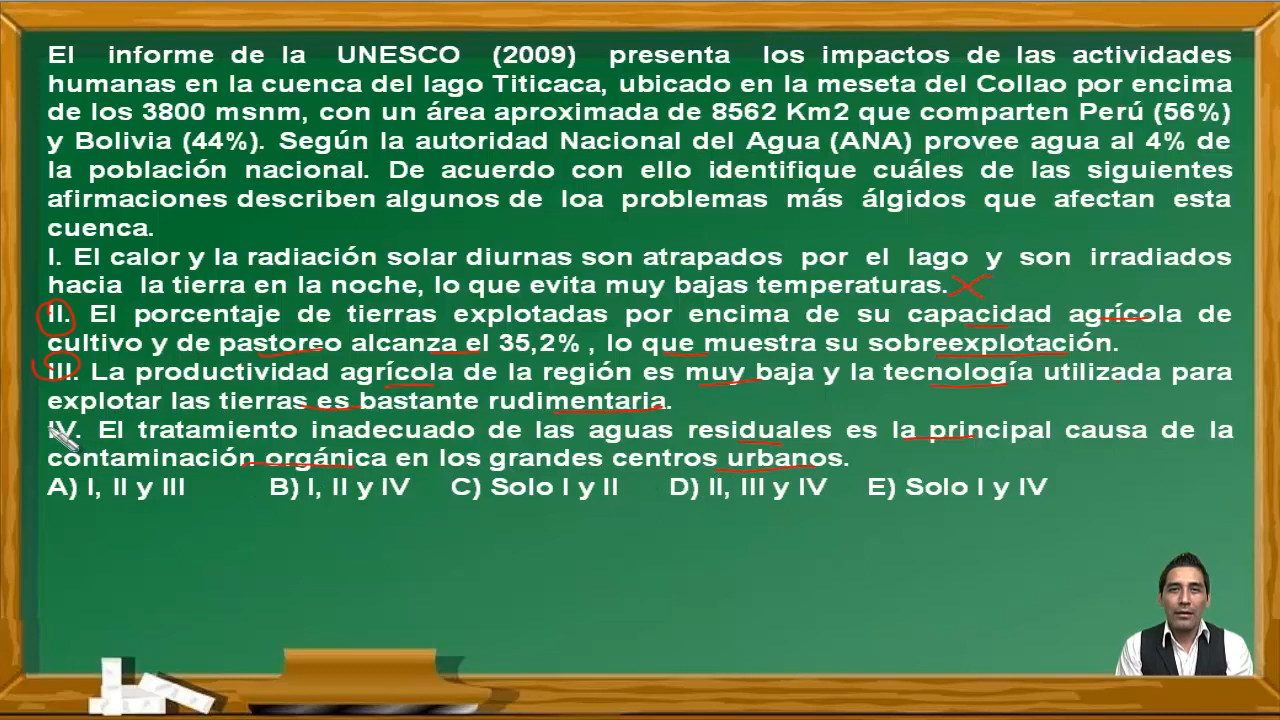 El informe de la UNESCO (2009) presenta los impactos de las actividades
humanas en la cuenca del lago Titicaca, ubicado en la meseta del Collao por encima
de los 3800 msnm, con un área aproximada de 8562 Km2 que comparten Perú (56%)
y Bolivia (44%). Según la autoridad Nacional del Agua (ANA) provee agua al 4% de
la población nacional. De acuerdo con ello identifique cuáles de las siguientes
afirmaciones describen algunos de loa problemas más álgidos que afectan esta
cuenca.
I. El calor y la radiación solar diurnas son atrapados por el lago y son irradiados
hacia la tierra en la noche, lo que evita muy bajas temperaturas.
II. El porcentaje de tierras explotadas por encima de su capacidad agrícola de
cultivo y de pastoreo alcanza el 35,2% , lo que muestra su sobreexplotación.
III. La productividad agrícola de la región es muy baja y la tecnología utilizada para
explotar las tierras es bastante rudimentaria.
IV. El tratamiento inadecuado de las aguas residuales es la principal causa de la
contaminación orgánica en los grandes centros urbanos.
A) I, II y III B) I, II y IV C) Solo I y II D) II, III y IV E) Solo I y IV